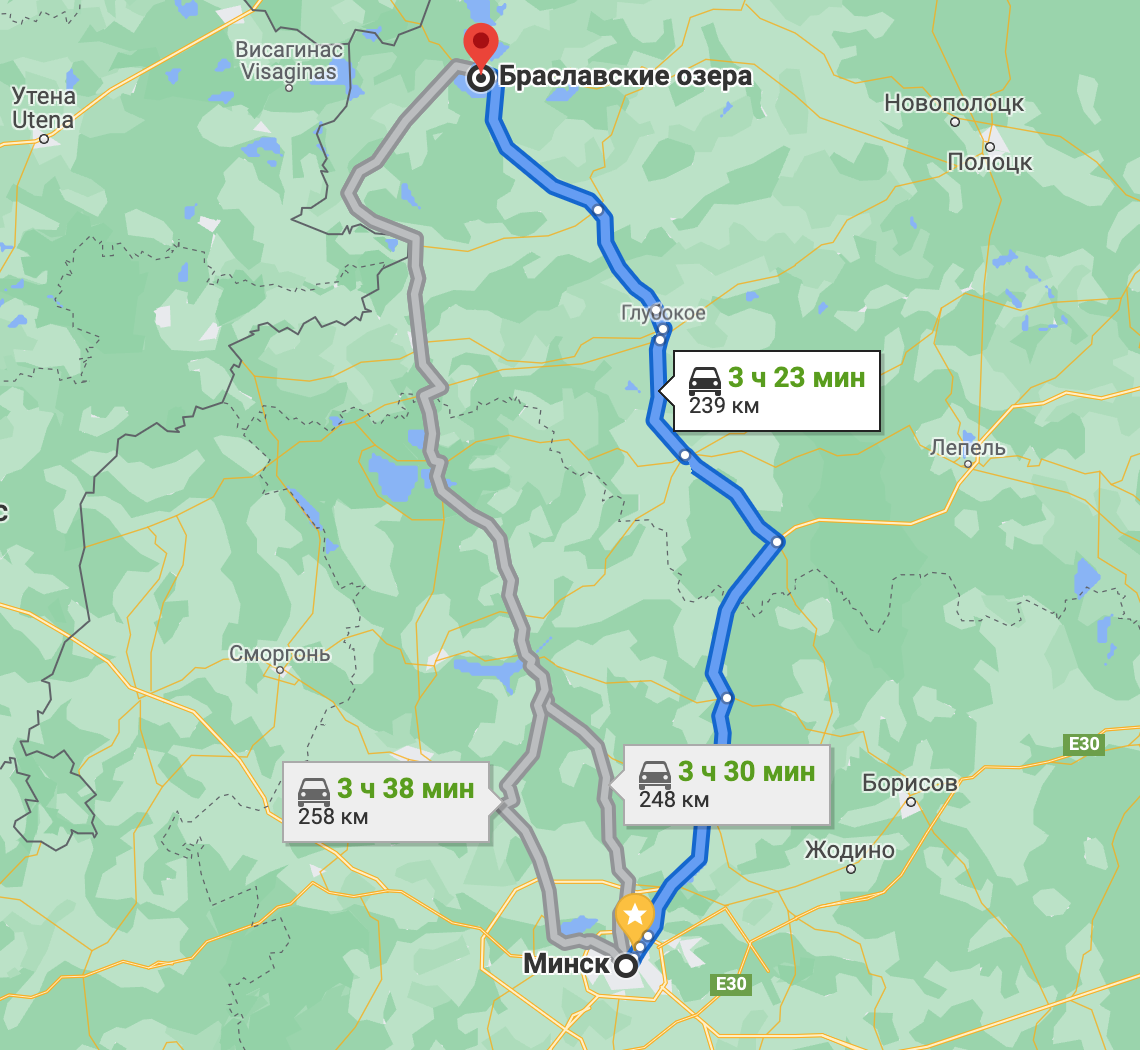 Висагинас
Visaginas
Браславские озера
Утена
Utena
Новополоцк
Полоцк
Глубокое
3 ч 23 мин
239 км
Лепель
с
Сморгонь
E30
3 ч 30 мин
248 км
3 ч 38 мин
258 км
Борисов
Жодино
Минск
E30